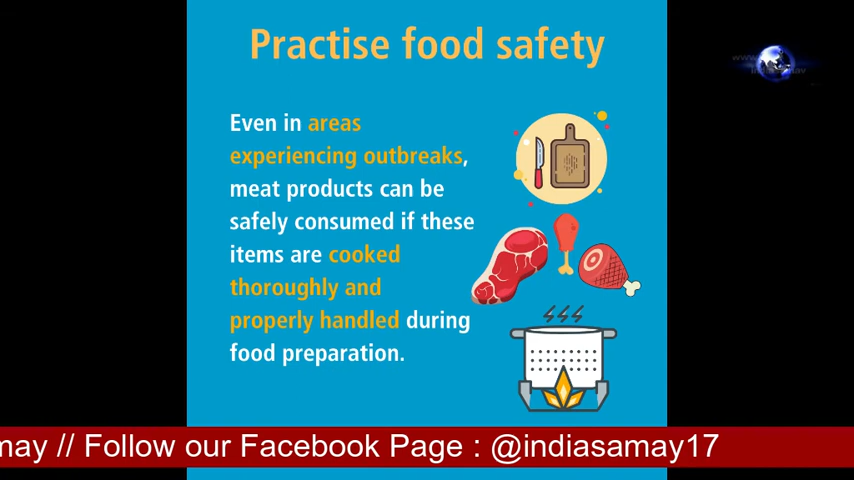 Practise food safety
Even in areas
experiencing outbreaks,
meat products can be
safely consumed if these
items are cooked
thoroughly and
properly handled during
food preparation.
may // Follow our Facebook Page : @indiasamay17